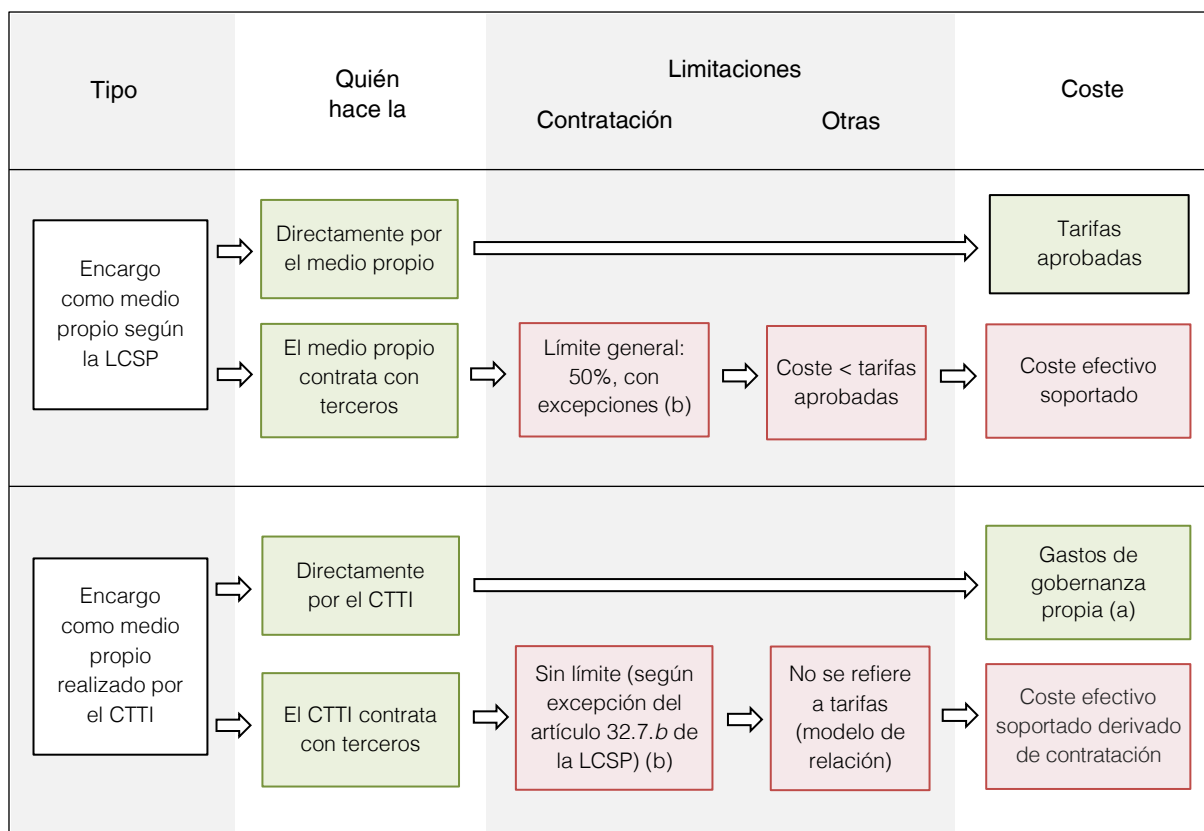 Tipo
Quién
hace la
Limitaciones
Contratación
Otras
Coste
Encargo
como medio
propio según
la LCSP
Directamente por
el medio propio
Tarifas
aprobadas
El medio propio
contrata con
terceros
Límite general:
50%, con
excepciones (b)
Coste < tarifas
aprobadas
Coste efectivo
soportado
Encargo
como medio
propio
realizado por
el CTTI
Directamente
por el CTTI
Gastos de
gobernanza
propia (a)
El CTTI contrata
con terceros
Sin límite (según
excepción del
artículo 32.7.b de
la LCSP) (b)
No se refiere
a tarifas
(modelo de
relación)
Coste efectivo
soportado derivado
de contratación